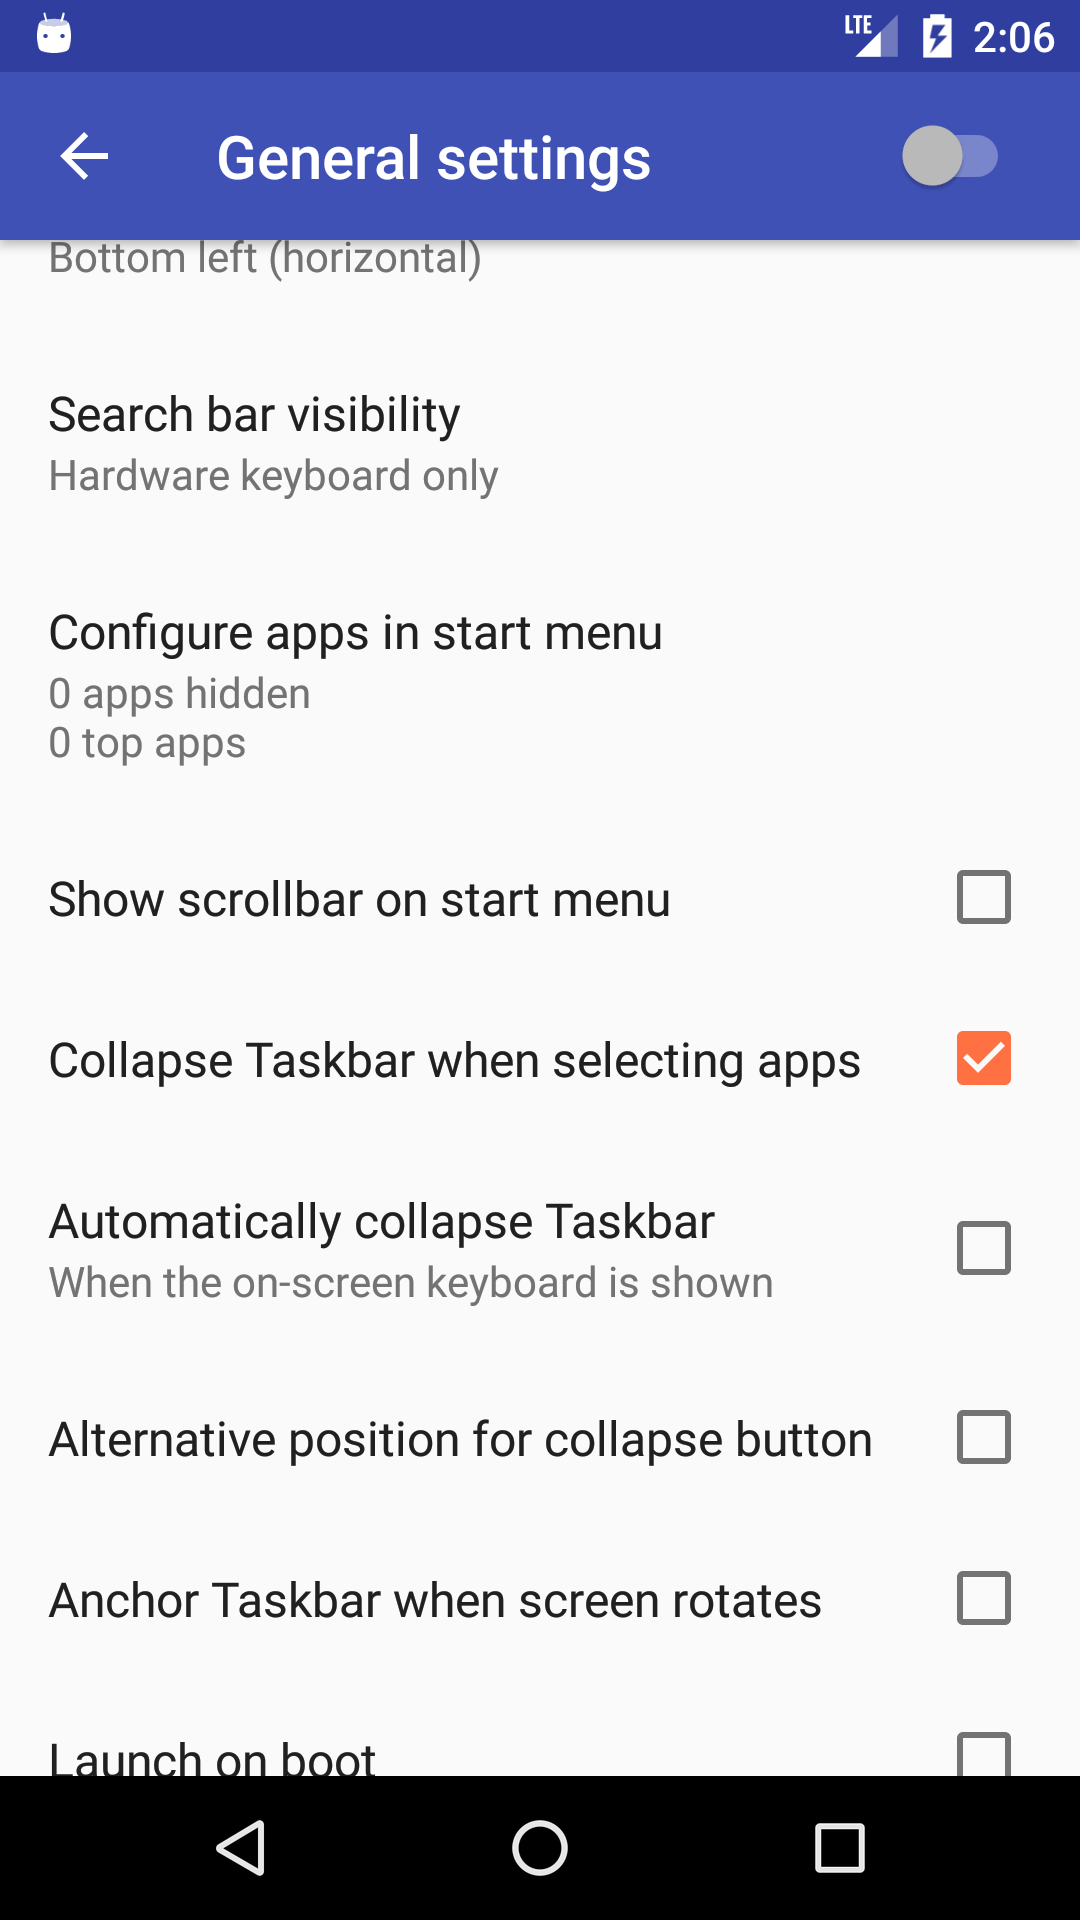 LTE 2:06
General settings
Bottom left (horizontal)
Search bar visibility
Hardware keyboard only
Configure apps in start menu
0 apps hidden
0 top apps
Show scrollbar on start menu
Collapse Taskbar when selecting apps
Automatically collapse Taskbar
When the on-screen keyboard is shown
Alternative position for collapse button
Anchor Taskbar when screen rotates
Launch on boot